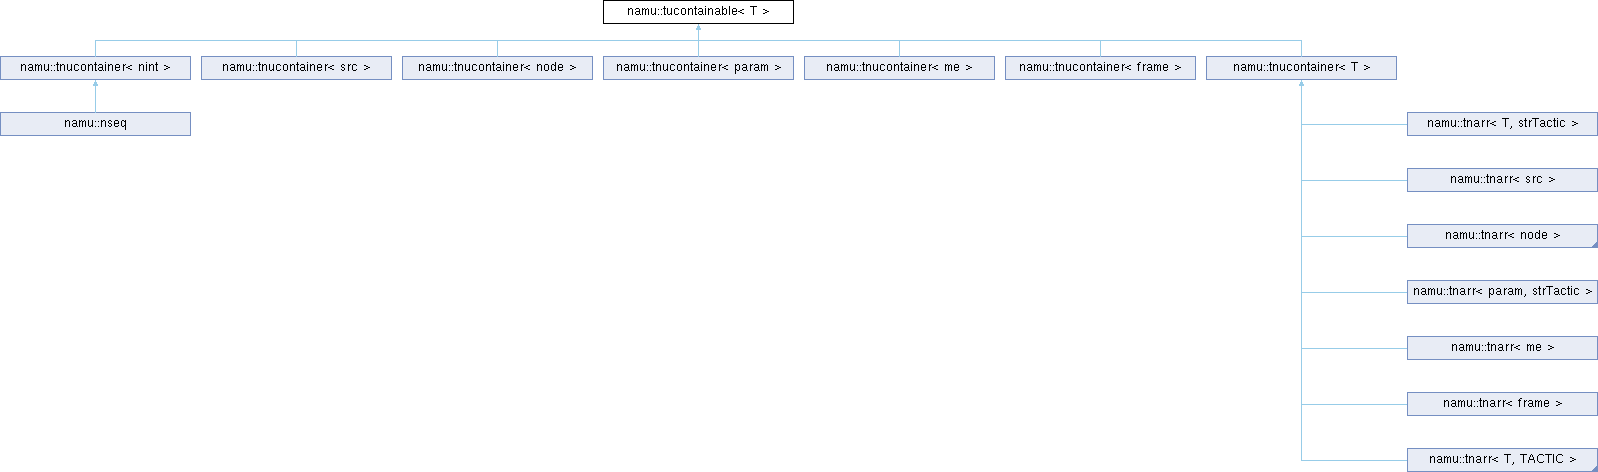 namu::tucontainable< T >
namu::tnucontainer< nint >
namu::tnucontainer< src >
namu::tnucontainer< node >
namu::tnucontainer< param >
namu::tnucontainer< me >
namu::tnucontainer< frame >
namu::tnucontainer< T >
namu::nseq
namu::tnarr< T, strTactic >
namu::tnarr< src >
namu::tnarr< node >
namu::tnarr< param, strTactic >
namu::tnarr< me >
namu::tnarr< frame >
namu::tnarr< T, TACTIC >